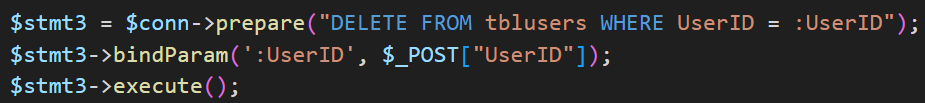 $stmt3 = $conn->prepare("DELETE FROM tblusers WHERE UserID = :UserID");
$stmt3->bindParam(':UserID', $_POST["UserID"]);
$stmt3->execute();